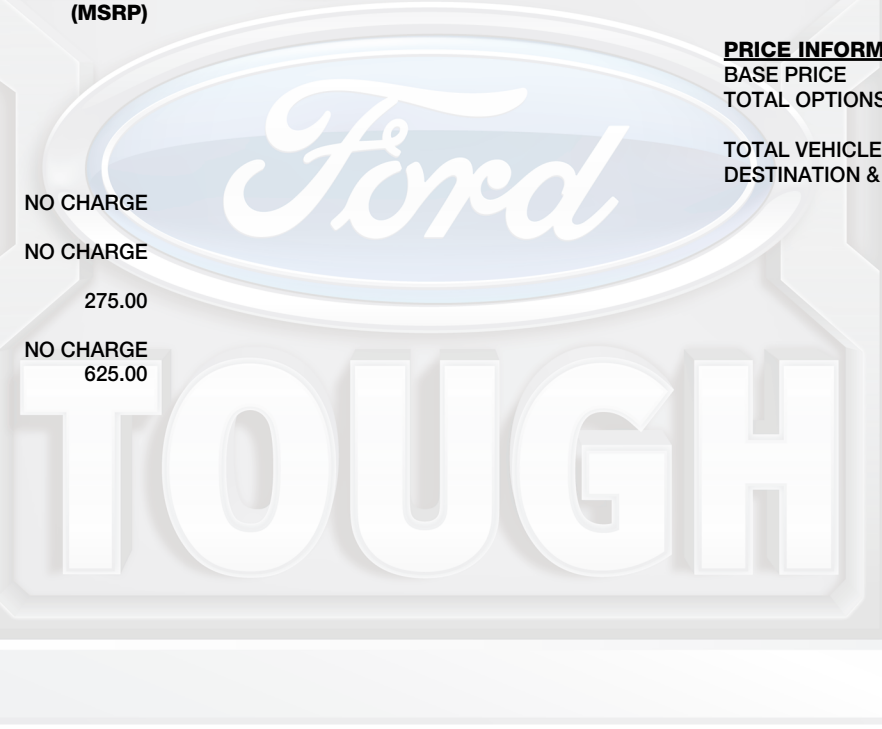 (MSRP)
NO CHARGE
NO CHARGE
275.00
NO CHARGE
625.00
PRICE INFORM
BASE PRICE
TOTAL OPTIONS
TOTAL VEHICLE
DESTINATION &
Ford
TOUGH